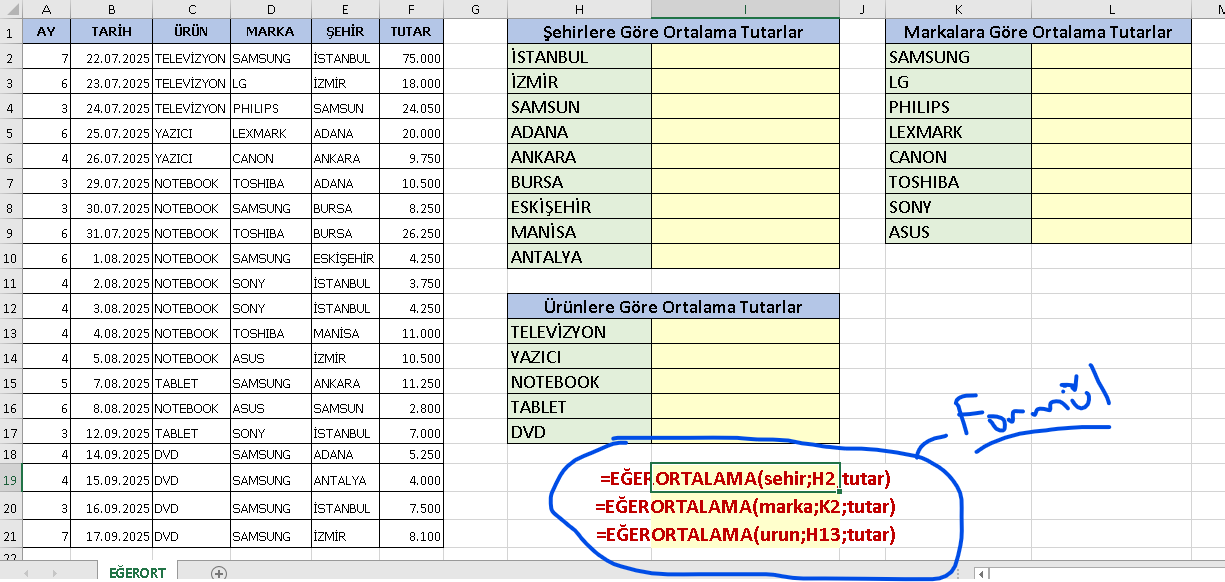 A B C D E F G H I J K L M
1 AY TARİH ÜRÜN MARKA ŞEHİR TUTAR Şehirlere Göre Ortalama Tutarlar Markalara Göre Ortalama Tutarlar
2 7 22.07.2025 TELEVİZYON SAMSUNG İSTANBUL 75.000 İSTANBUL SAMSUNG
3 6 23.07.2025 TELEVİZYON LG İZMİR 18.000 İZMİR LG
4 3 24.07.2025 TELEVİZYON PHILIPS SAMSUN 24.050 SAMSUN PHILIPS
5 6 25.07.2025 YAZICI LEXMARK ADANA 20.000 ADANA LEXMARK
6 4 26.07.2025 YAZICI CANON ANKARA 9.750 ANKARA CANON
7 3 29.07.2025 NOTEBOOK TOSHIBA ADANA 10.500 BURSA TOSHIBA
8 3 30.07.2025 NOTEBOOK SAMSUNG BURSA 8.250 ESKİŞEHİR SONY
9 6 31.07.2025 NOTEBOOK TOSHIBA BURSA 26.250 MANİSA ASUS
10 6 1.08.2025 NOTEBOOK SAMSUNG ESKİŞEHİR 4.250 ANTALYA
11 4 2.08.2025 NOTEBOOK SONY İSTANBUL 3.750
12 4 3.08.2025 NOTEBOOK SONY İSTANBUL 4.250 Ürünlere Göre Ortalama Tutarlar
13 4 4.08.2025 NOTEBOOK TOSHIBA MANİSA 11.000 TELEVİZYON
14 4 5.08.2025 NOTEBOOK ASUS İZMİR 10.500 YAZICI
15 5 7.08.2025 TABLET SAMSUNG ANKARA 11.250 NOTEBOOK
16 6 8.08.2025 NOTEBOOK ASUS SAMSUN 2.800 TABLET
17 3 12.09.2025 TABLET SONY İSTANBUL 7.000 DVD
Formül
18 4 14.09.2025 DVD SAMSUNG ADANA 5.250
19 4 15.09.2025 DVD SAMSUNG ANTALYA 4.000 =EĞERORTALAMA(sehir;H2;tutar)
20 3 16.09.2025 DVD SAMSUNG İSTANBUL 7.500 =EĞERORTALAMA(marka;K2;tutar)
21 7 17.09.2025 DVD SAMSUNG İZMİR 8.100 =EĞERORTALAMA(urun;H13;tutar)
22
EĞERORT